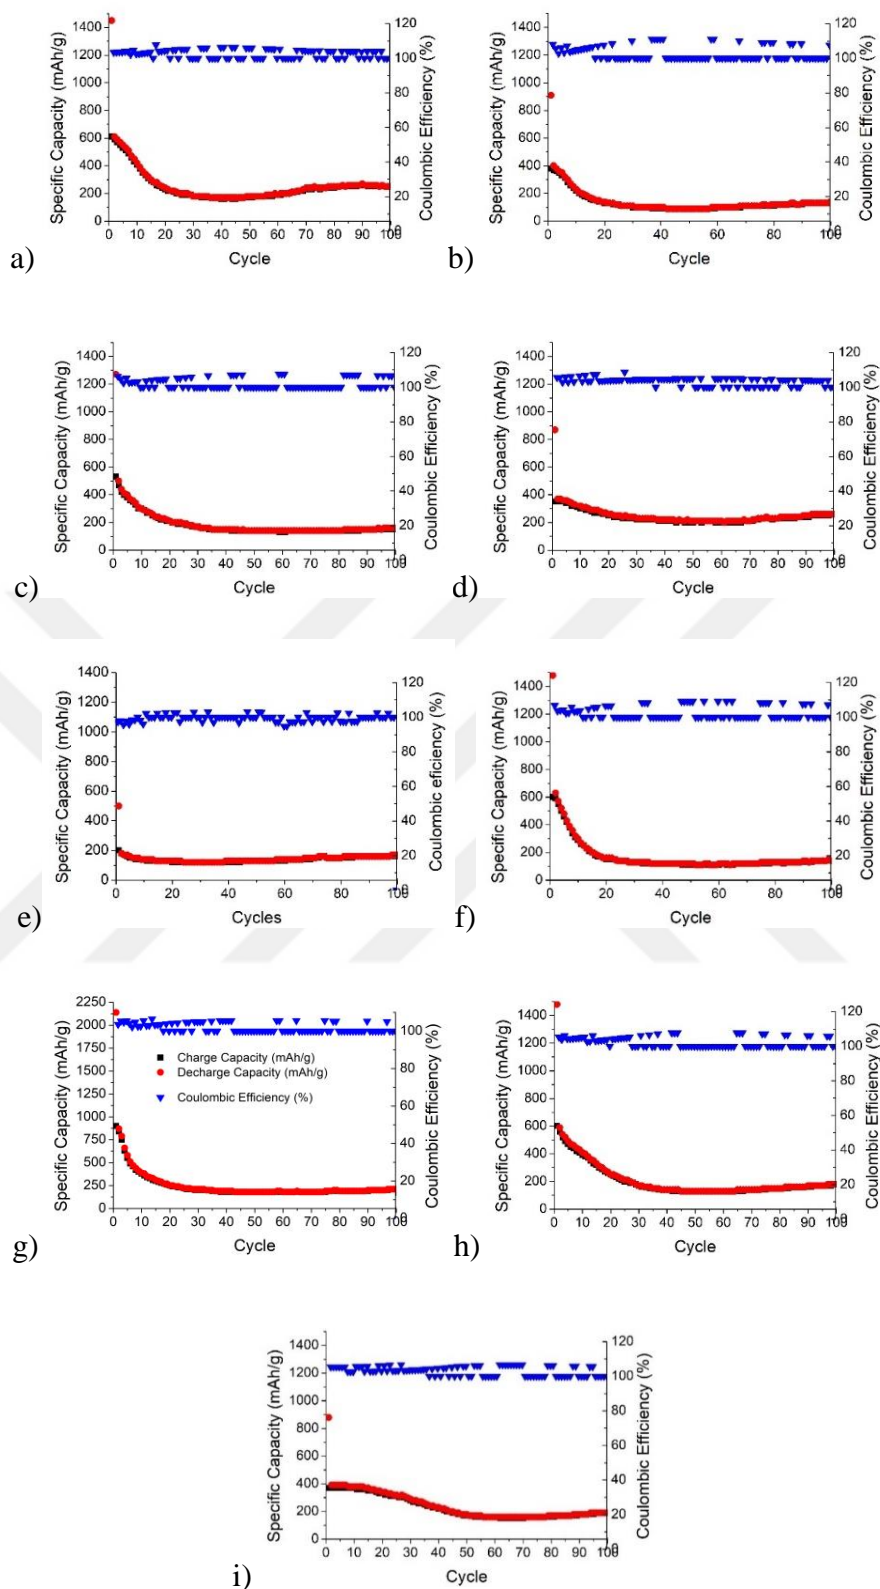 Specific Capacity (mAh/g)
1400
1200
1000
800
600
400
200
0
120
100
80
60
40
20
0
Coulombic Efficiency (%)
0 10 20 30 40 50 60 70 80 90 100
Cycle
a)
Specific Capacity (mAh/g)
1400
1200
1000
800
600
400
200
0
120
100
80
60
40
20
0
Coulombic Efficiency (%)
0 20 40 60 80 100
Cycle
b)
Specific Capacity (mAh/g)
1400
1200
1000
800
600
400
200
0
120
100
80
60
40
20
0
Coulombic Efficiency (%)
0 10 20 30 40 50 60 70 80 90 100
Cycle
c)
Specific Capacity (mAh/g)
1400
1200
1000
800
600
400
200
0
120
100
80
60
40
20
0
Coulombic Efficiency (%)
0 10 20 30 40 50 60 70 80 90 100
Cycle
d)
Specific Capacity (mAh/g)
1400
1200
1000
800
600
400
200
0
120
100
80
60
40
20
0
Coulombic eficiency (%)
0 20 40 60 80 100
Cycles
e)
Specific Capacity (mAh/g)
1400
1200
1000
800
600
400
200
0
120
100
80
60
40
20
0
Coulombic Efficiency (%)
0 10 20 30 40 50 60 70 80 90 100
Cycle
f)
Specific Capacity (mAh/g)
2250
2000
1750
1500
1250
1000
750
500
250
0
Charge Capacity (mAh/g)
Decharge Capacity (mAh/g)
Coulombic Efficiency (%)
100
80
60
40
20
0
Coulombic Efficiency (%)
0 10 20 30 40 50 60 70 80 90 100
Cycle
g)
Specific Capacity (mAh/g)
1400
1200
1000
800
600
400
200
0
120
100
80
60
40
20
0
Coulombic Efficiency (%)
0 10 20 30 40 50 60 70 80 90 100
Cycle
h)
Specific Capacity (mAh/g)
1400
1200
1000
800
600
400
200
0
120
100
80
60
40
20
0
Coulombic Efficiency (%)
0 10 20 30 40 50 60 70 80 90 100
Cycle
i)